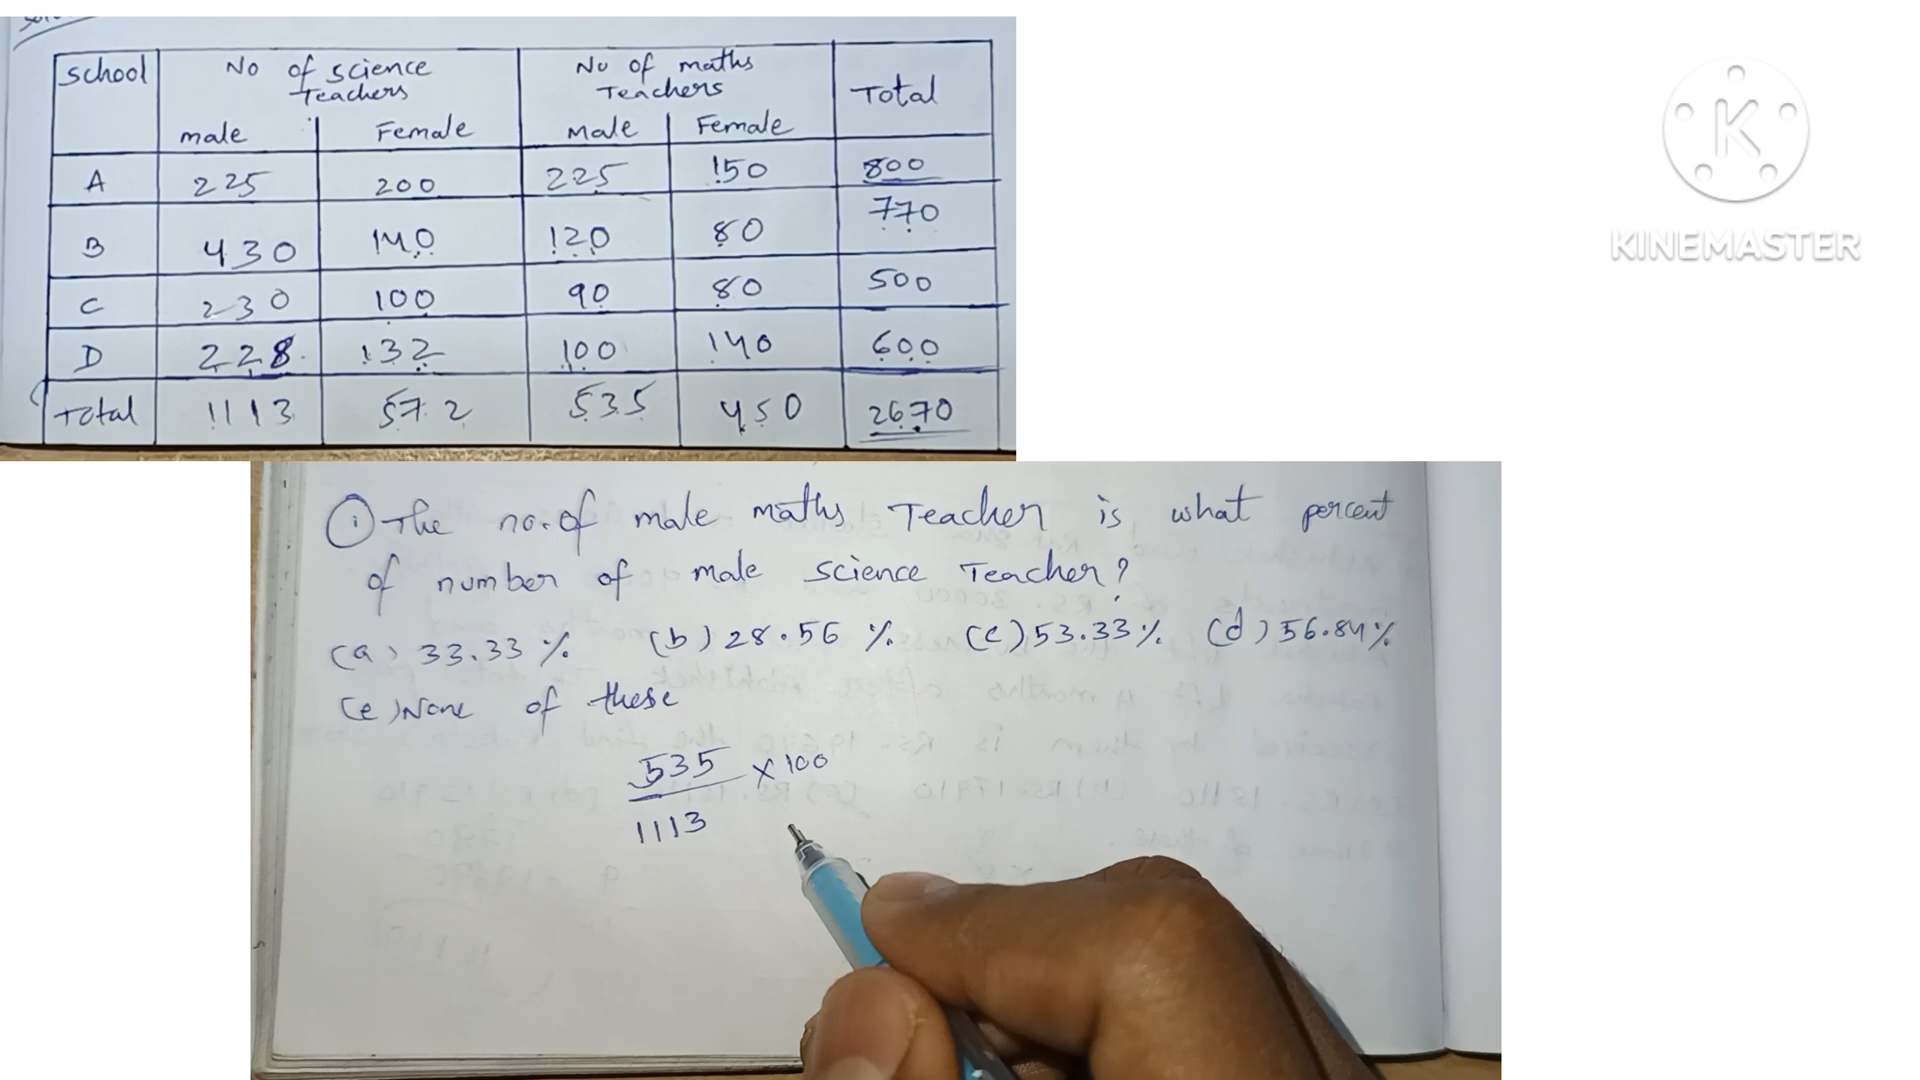 School No of science Teachers No of maths Teachers Total
male Female Male Female
A 225 200 225 150 800
B 430 140 120 80 770
C 230 100 90 80 500
D 228 132 100 140 600
Total 1113 572 535 450 2670
KINEMASTER
(i) The no. of male maths Teacher is what percent
of number of male science Teacher?
(a) 33.33 % (b) 28.56 % (c) 53.33 % (d) 56.84 %
(e) None of these
535
× 100
1113